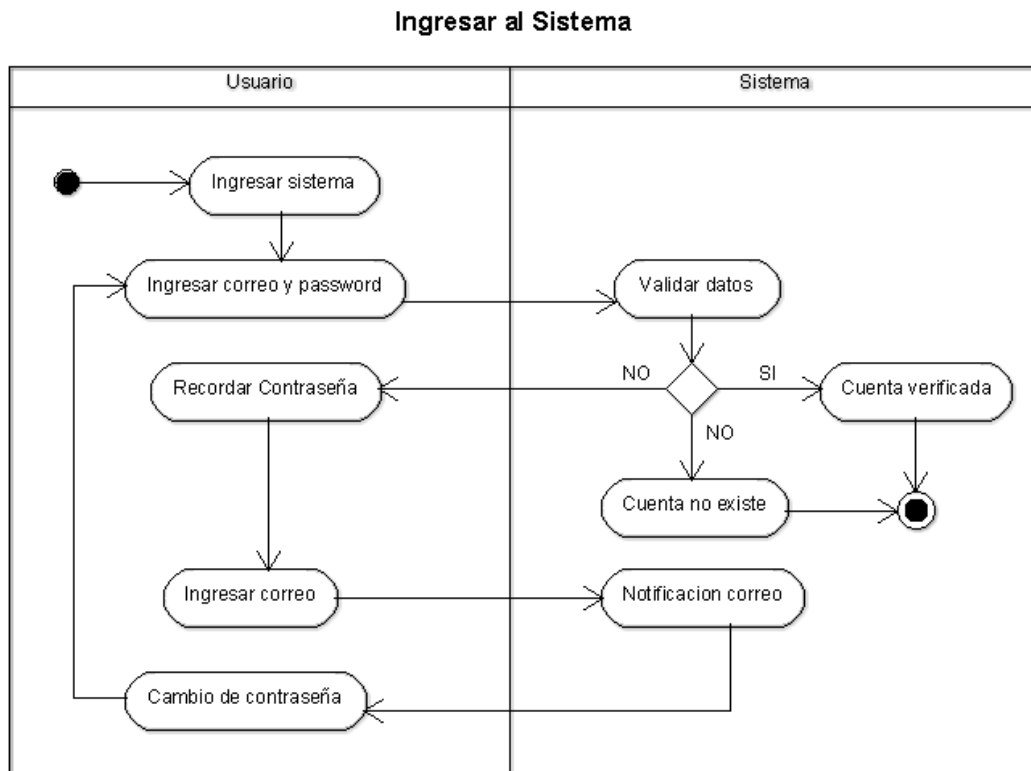 Ingresar al Sistema
Usuario
Sistema
Ingresar sistema
Ingresar correo y password
Validar datos
Recordar Contraseña
NO
SI
Cuenta verificada
NO
Cuenta no existe
Ingresar correo
Notificacion correo
Cambio de contraseña